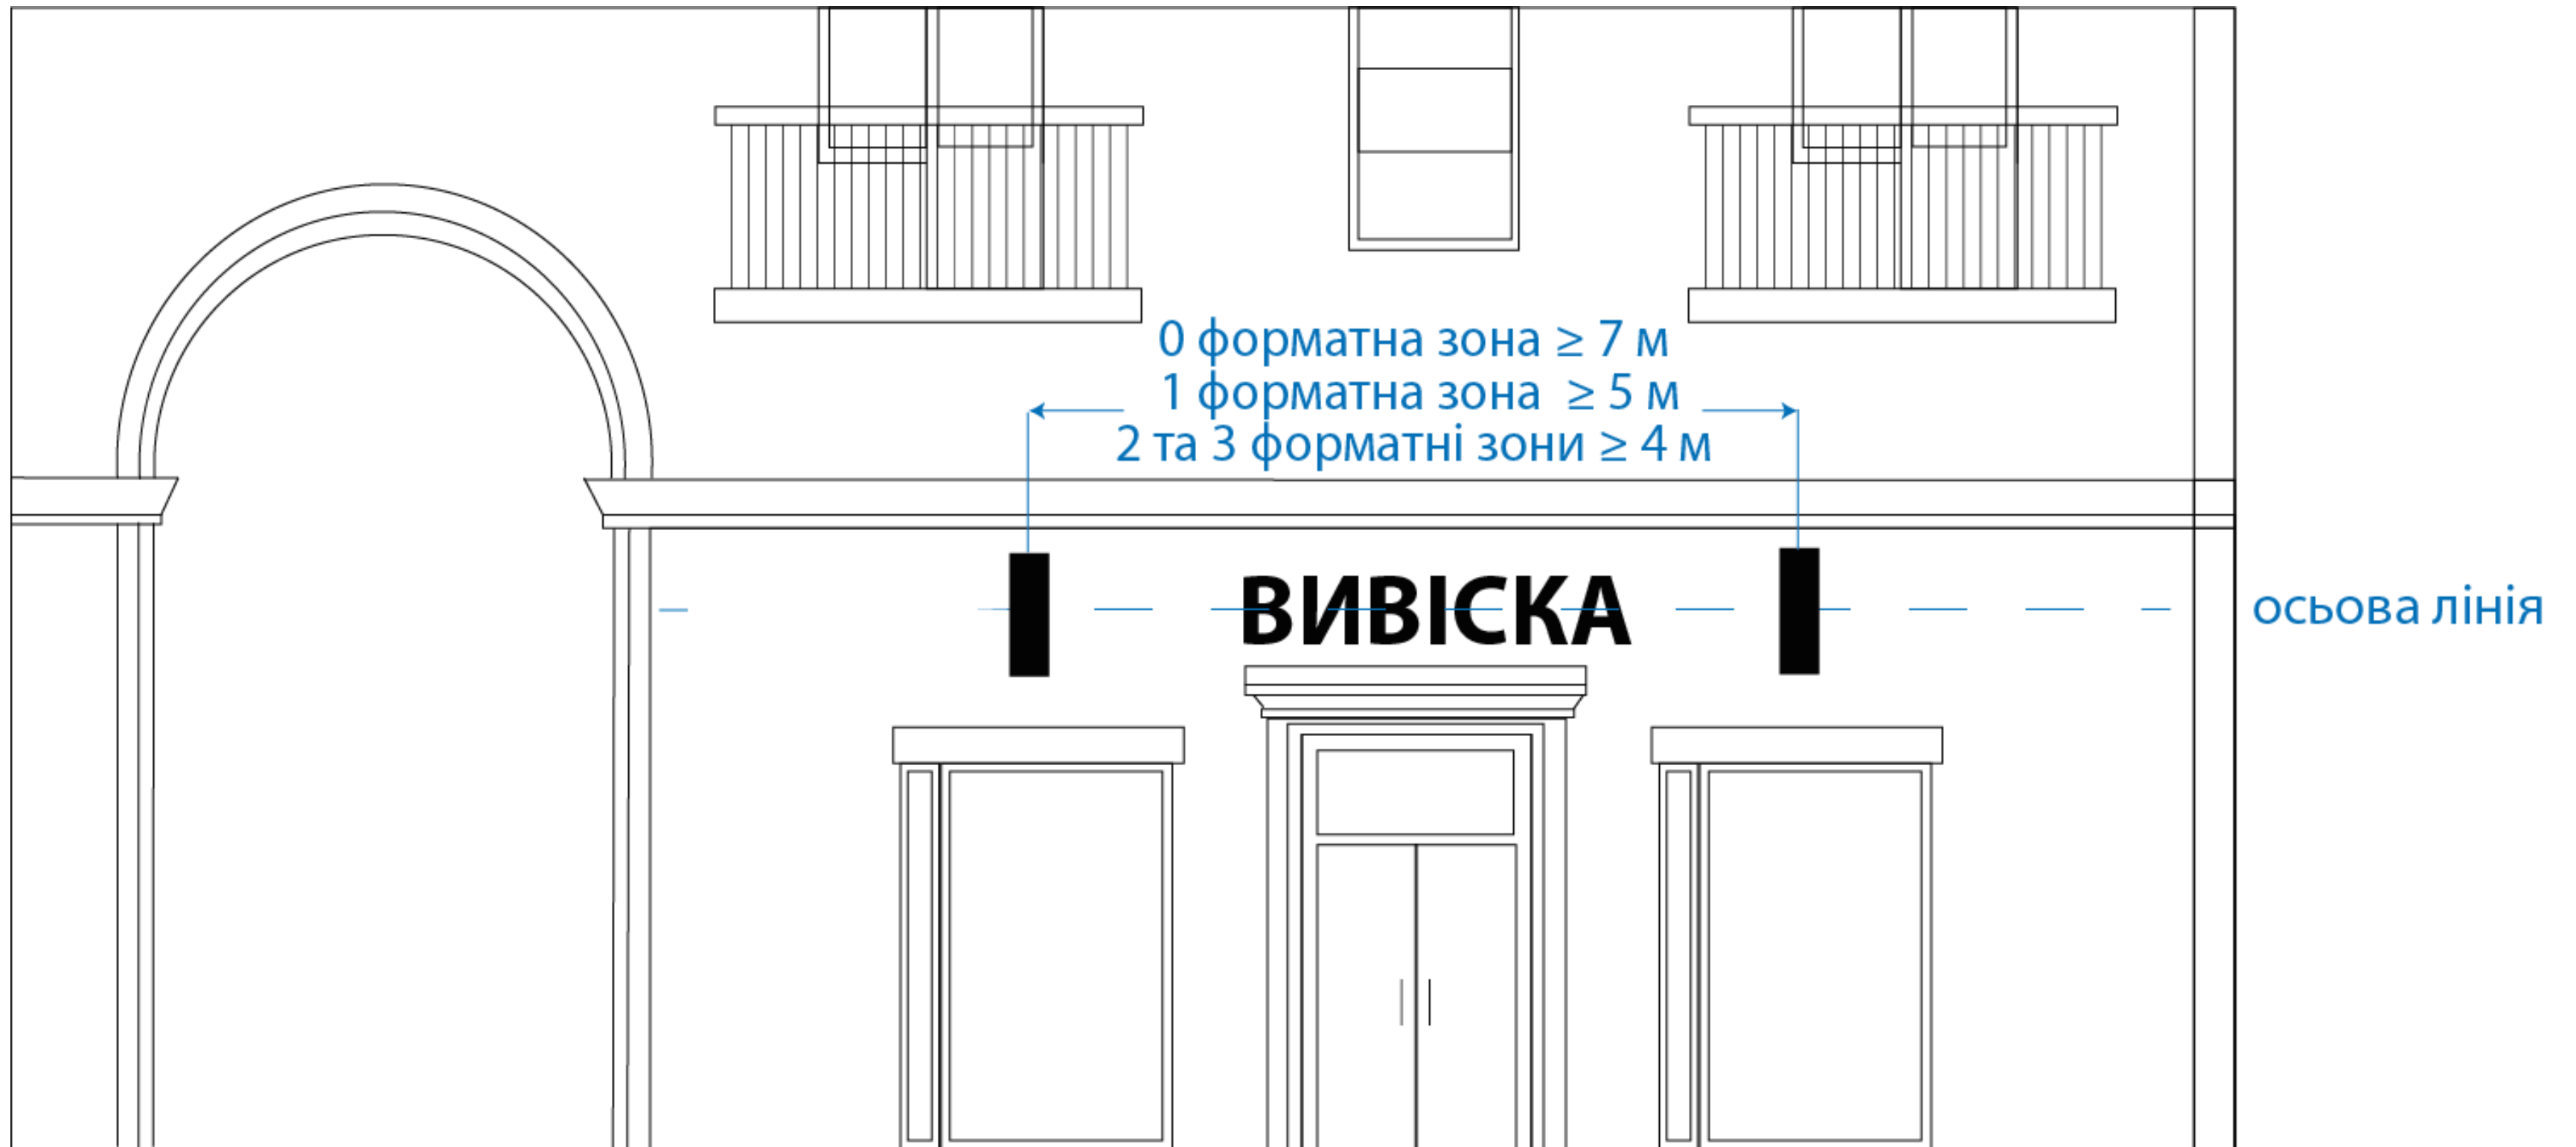 0 форматна зона ≥ 7 м
1 форматна зона ≥ 5 м
2 та 3 форматні зони ≥ 4 м
ВИВІСКА
осьова лінія